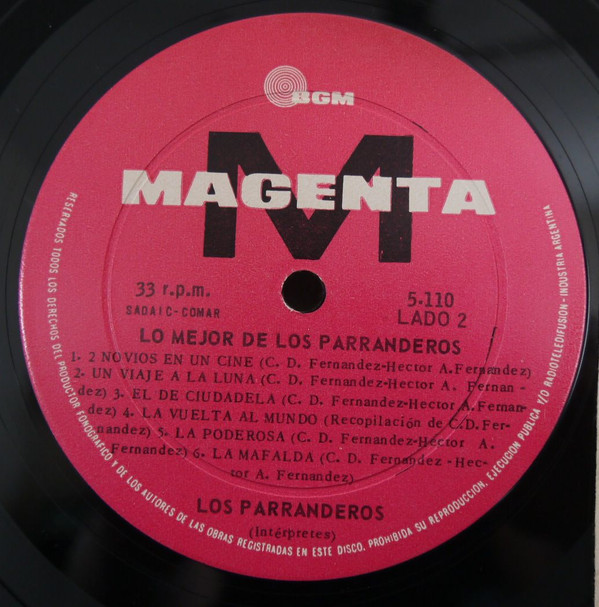 BGM
M
MAGENTA
33 r.p.m.
SADAIC-COMAR
5.110
LADO 2
LO MEJOR DE LOS PARRANDEROS
1- 2 NOVIOS EN UN CINE (C. D. Fernandez-Hector A.Fernandez)
2- UN VIAJE A LA LUNA (C. D. Fernandez-Hector A. Fernan -
dez) 3- EL DE CIUDADELA (C. D. Fernandez-Hector A.Fernan-
dez) 4- LA VUELTA AL MUNDO (Recopilación de C.D.Fer-
nandez) 5- LA PODEROSA (C. D. Fernandez-Hector A.
Fernandez) 6- LA MAFALDA (C. D. Fernandez -Hec-
tor A. Fernandez)
LOS PARRANDEROS
(Intérpretes)
RESERVADOS TODOS LOS DERECHOS DEL PRODUCTOR FONOGRAFICO Y DE LOS AUTORES DE LAS OBRAS REGISTRADAS EN ESTE DISCO. PROHIBIDA SU REPRODUCCION, EJECUCION PUBLICA Y/O RADIOTELEDIFUSION - INDUSTRIA ARGENTINA